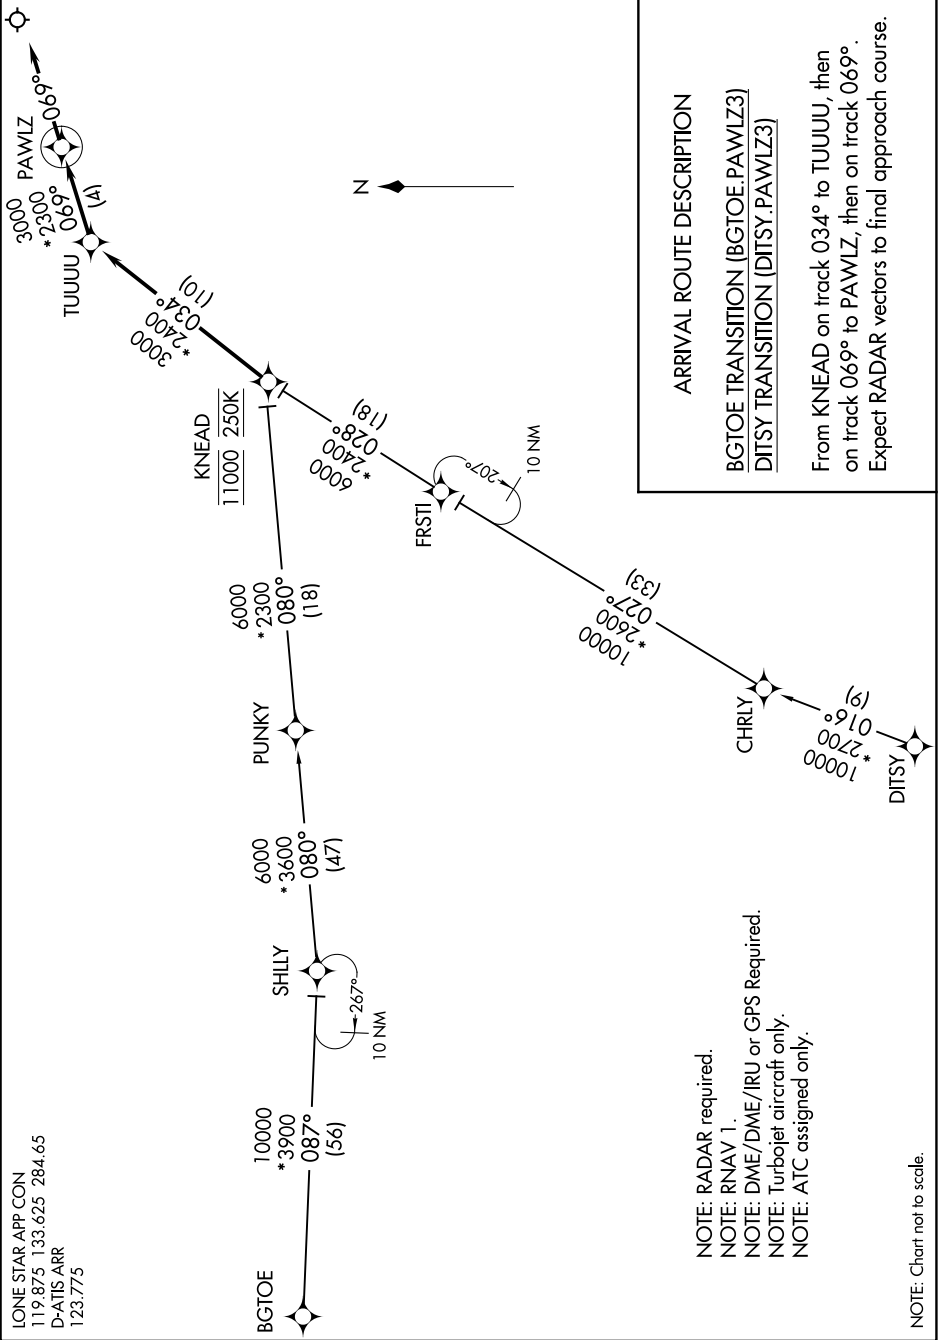 LONE STAR APP CON
119.875 133.625 284.65
D-ATIS ARR
123.775
BGTOE
10000
*3900
087°
(56)
SHLLY
267°
10 NM
6000
*3600
080°
(47)
PUNKY
6000
*2300
080°
(18)
KNEAD
11000 250K
3000
*2400
034°
(10)
TUUUU
3000
*2300
069°
(4)
PAWLZ
069°
N
6000
*2400
028°
(18)
FRSTI
207°
10 NM
10000
*2600
027°
(33)
CHRLY
10000
*2700
016°
(9)
DITSY
NOTE: RADAR required.
NOTE: RNAV 1.
NOTE: DME/DME/IRU or GPS Required.
NOTE: Turbojet aircraft only.
NOTE: ATC assigned only.
NOTE: Chart not to scale.
ARRIVAL ROUTE DESCRIPTION
BGTOE TRANSITION (BGTOE.PAWLZ3)
DITSY TRANSITION (DITSY.PAWLZ3)
From KNEAD on track 034° to TUUUU, then
on track 069° to PAWLZ, then on track 069°.
Expect RADAR vectors to final approach course.